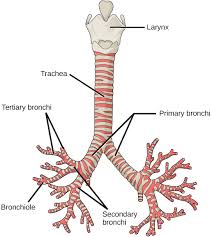 Larynx
Trachea
Tertiary bronchi
Primary bronchi
Bronchiole
Secondary
bronchi